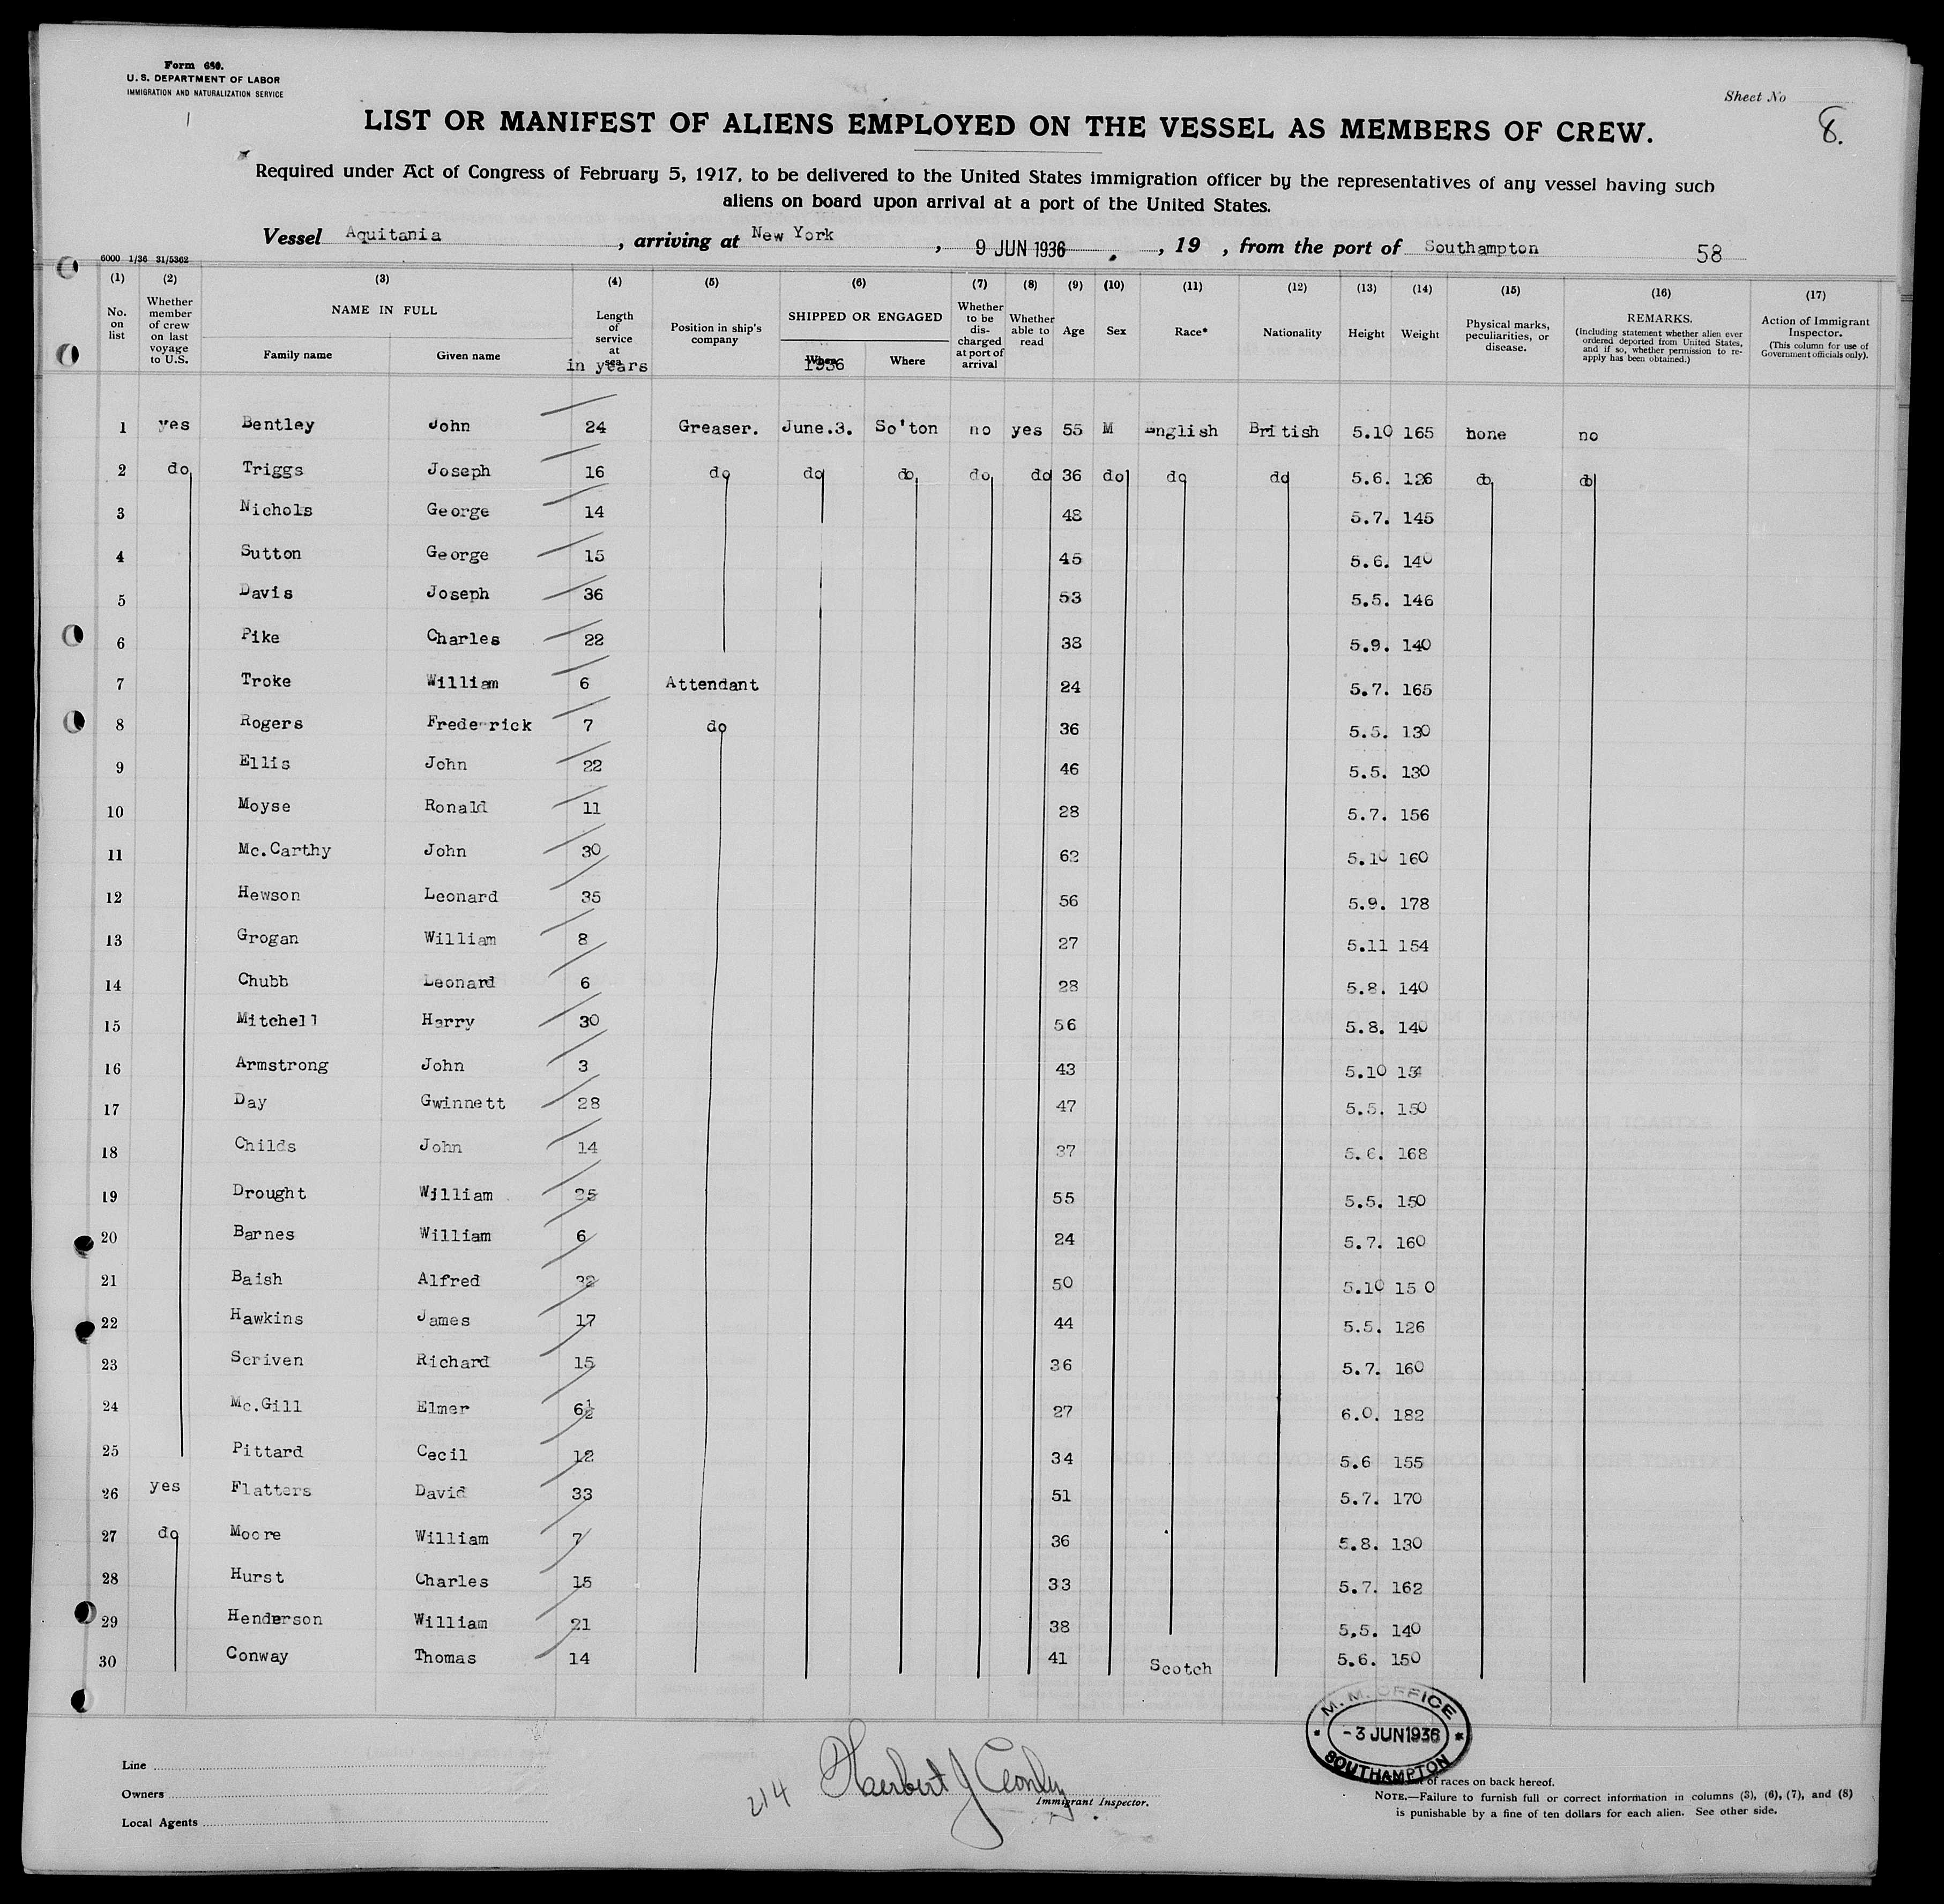 Form 680.
U. S. DEPARTMENT OF LABOR
IMMIGRATION AND NATURALIZATION SERVICE
Sheet No 8.
LIST OR MANIFEST OF ALIENS EMPLOYED ON THE VESSEL AS MEMBERS OF CREW.
Required under Act of Congress of February 5, 1917, to be delivered to the United States immigration officer by the representatives of any vessel having such
aliens on board upon arrival at a port of the United States.
Vessel Aquitania, arriving at New York, 9 JUN 1936, 19 , from the port of Southampton 58
6000 1/36 31/5362
(1) (2) (3) (4) (5) (6) (7) (8) (9) (10) (11) (12) (13) (14) (15) (16) (17)
No. on list
Whether member of crew on last voyage to U.S.
NAME IN FULL
Family name Given name
Length of service at sea in years
Position in ship's company
SHIPPED OR ENGAGED
When 1936 Where
Whether to be discharged at port of arrival
Whether able to read
Age
Sex
Race*
Nationality
Height
Weight
Physical marks, peculiarities, or disease.
REMARKS.
(Including statement whether alien ever ordered deported from United States, and if so, whether permission to re-apply has been obtained.)
Action of Immigrant Inspector.
(This column for use of Government officials only).
1 yes Bentley John 24 Greaser. June.3. So'ton no yes 55 M English British 5.10 165 none no
2 do Triggs Joseph 16 do do do do do 36 do do do 5.6. 126 do do
3 Nichols George 14 48 5.7. 145
4 Sutton George 15 45 5.6. 140
5 Davis Joseph 36 53 5.5. 146
6 Pike Charles 22 38 5.9. 140
7 Troke William 6 Attendant 24 5.7. 165
8 Rogers Frederick 7 do 36 5.5. 130
9 Ellis John 22 46 5.5. 130
10 Moyse Ronald 11 28 5.7. 156
11 Mc.Carthy John 30 62 5.10 160
12 Hewson Leonard 35 56 5.9. 178
13 Grogan William 8 27 5.11 154
14 Chubb Leonard 6 28 5.8. 140
15 Mitchell Harry 30 56 5.8. 140
16 Armstrong John 3 43 5.10 154
17 Day Gwinnett 28 47 5.5. 150
18 Childs John 14 37 5.6. 168
19 Drought William 25 55 5.5. 150
20 Barnes William 6 24 5.7. 160
21 Baish Alfred 32 50 5.10 150
22 Hawkins James 17 44 5.5. 126
23 Scriven Richard 15 36 5.7. 160
24 Mc.Gill Elmer 6½ 27 6.0. 182
25 Pittard Cecil 12 34 5.6 155
26 yes Flatters David 33 51 5.7. 170
27 do Moore William 7 36 5.8. 130
28 Hurst Charles 15 33 5.7. 162
29 Henderson William 21 38 5.5. 140
30 Conway Thomas 14 41 Scotch 5.6. 150
M. M. OFFICE
-3 JUN 1936
SOUTHAMPTON
Line
Owners
Local Agents
214
Herbert J
Immigrant Inspector.
of races on back hereof.
NOTE.—Failure to furnish full or correct information in columns (3), (6), (7), and (8)
is punishable by a fine of ten dollars for each alien. See other side.